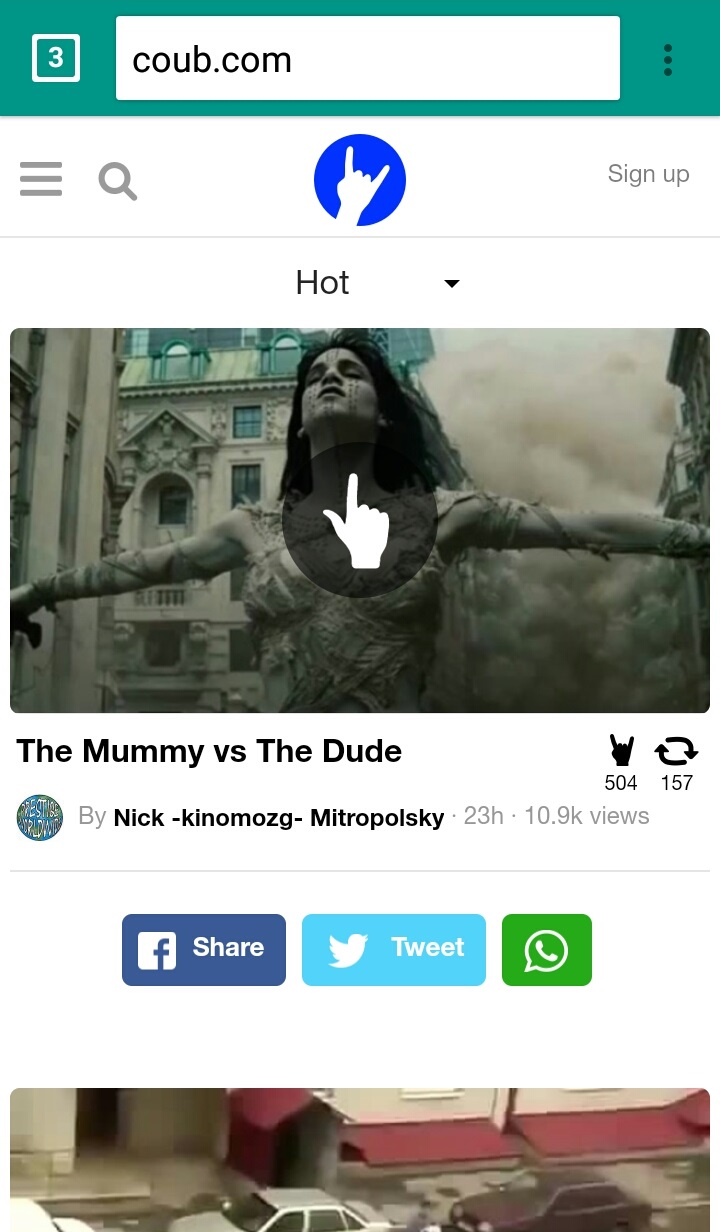 3
coub.com
Sign up
Hot
The Mummy vs The Dude
504 157
By Nick -kinomozg- Mitropolsky · 23h · 10.9k views
Share Tweet